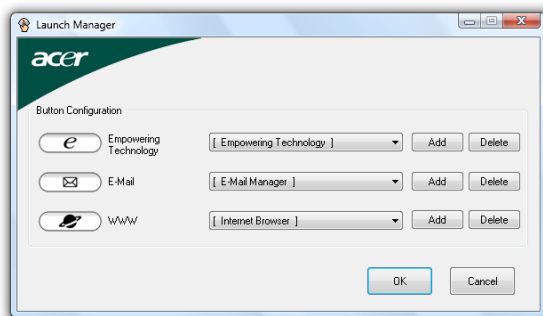 Launch Manager
acer
Button Configuration
e Empowering Technology [ Empowering Technology ] Add Delete
E-Mail [ E-Mail Manager ] Add Delete
WWW [ Internet Browser ] Add Delete
OK Cancel